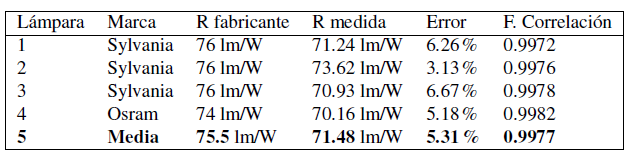 Lámpara Marca R fabricante R medida Error F. Correlación
1 Sylvania 76 lm/W 71.24 lm/W 6.26 % 0.9972
2 Sylvania 76 lm/W 73.62 lm/W 3.13 % 0.9976
3 Sylvania 76 lm/W 70.93 lm/W 6.67 % 0.9978
4 Osram 74 lm/W 70.16 lm/W 5.18 % 0.9982
5 Media 75.5 lm/W 71.48 lm/W 5.31 % 0.9977